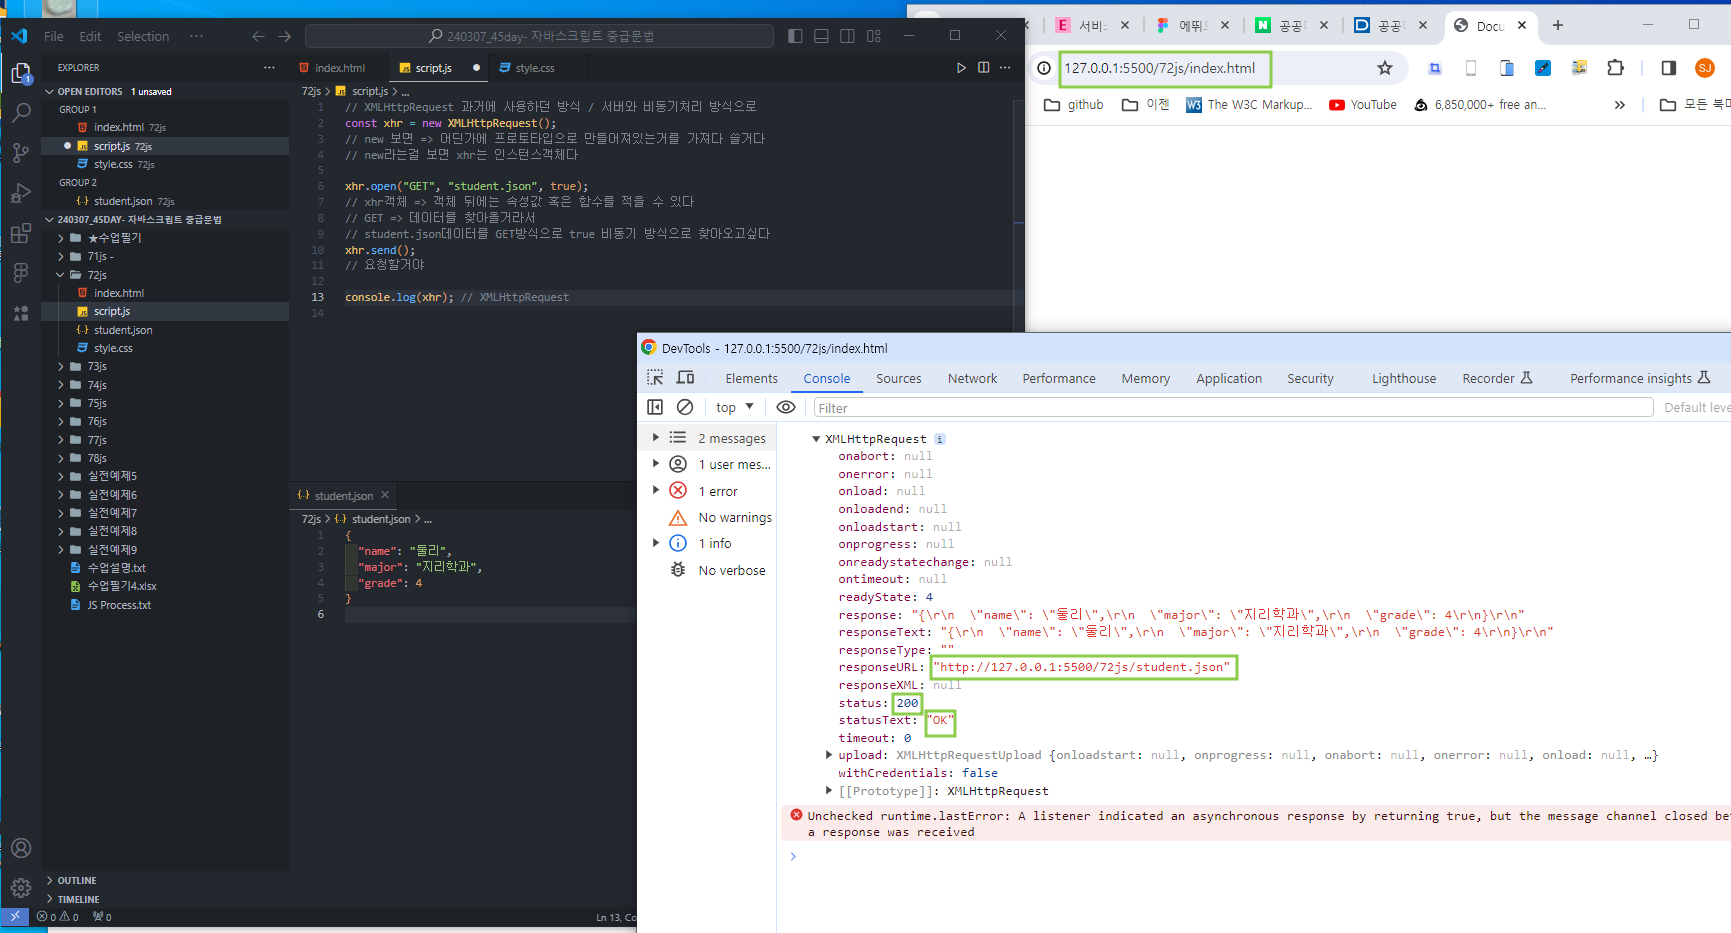 File Edit Selection ··· 240307_45day- 자바스크립트 중급문법
EXPLORER ···
OPEN EDITORS 1 unsaved
GROUP 1
index.html 72js
script.js 72js
style.css 72js
GROUP 2
student.json 72js
240307_45DAY- 자바스크립트 중급문법
★수업필기
71js -
72js
index.html
script.js
student.json
style.css
73js
74js
75js
76js
77js
78js
실전예제5
실전예제6
실전예제7
실전예제8
실전예제9
수업설명.txt
수업필기4.xlsx
JS Process.txt
OUTLINE
TIMELINE
0 0 0
Ln 13, Co
index.html script.js style.css
72js > script.js > ...
1 // XMLHttpRequest 과거에 사용하던 방식 / 서버와 비동기처리 방식으로
2 const xhr = new XMLHttpRequest();
3 // new 보면 => 어딘가에 프로토타입으로 만들어져있는거를 가져다 쓸거다
4 // new라는걸 보면 xhr는 인스턴스객체다
5
6 xhr.open("GET", "student.json", true);
7 // xhr객체 => 객체 뒤에는 속성값 혹은 함수를 적을 수 있다
8 // GET => 데이터를 찾아올거라서
9 // student.json데이터를 GET방식으로 true 비동기 방식으로 찾아오고싶다
10 xhr.send();
11 // 요청할거야
12
13 console.log(xhr); // XMLHttpRequest
14
student.json
72js > {..} student.json > ...
1 {
2 "name": "둘리",
3 "major": "지리학과",
4 "grade": 4
5 }
6
서비스 에뛰드 공공 공공 Docu
127.0.0.1:5500/72js/index.html
SJ
github 이젠 The W3C Markup... YouTube 6,850,000+ free an... » 모든 북마
DevTools - 127.0.0.1:5500/72js/index.html
Elements Console Sources Network Performance Memory Application Security Lighthouse Recorder Performance insights
top Filter Default leve
2 messages
1 user mes...
1 error
No warnings
1 info
No verbose
XMLHttpRequest i
onabort: null
onerror: null
onload: null
onloadend: null
onloadstart: null
onprogress: null
onreadystatechange: null
ontimeout: null
readyState: 4
response: "{\r\n  \"name\": \"둘리\",\r\n  \"major\": \"지리학과\",\r\n  \"grade\": 4\r\n}\r\n"
responseText: "{\r\n  \"name\": \"둘리\",\r\n  \"major\": \"지리학과\",\r\n  \"grade\": 4\r\n}\r\n"
responseType: ""
responseURL: "http://127.0.0.1:5500/72js/student.json"
responseXML: null
status: 200
statusText: "OK"
timeout: 0
upload: XMLHttpRequestUpload {onloadstart: null, onprogress: null, onabort: null, onerror: null, onload: null, …}
withCredentials: false
[[Prototype]]: XMLHttpRequest
Unchecked runtime.lastError: A listener indicated an asynchronous response by returning true, but the message channel closed be
a response was received